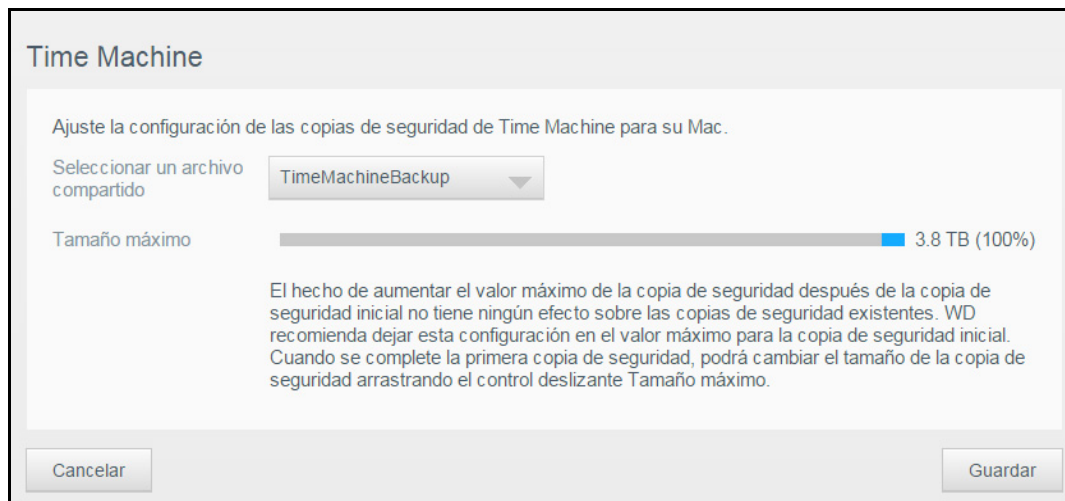 Time Machine
Ajuste la configuración de las copias de seguridad de Time Machine para su Mac.
Seleccionar un archivo
compartido
TimeMachineBackup
Tamaño máximo
3.8 TB (100%)
El hecho de aumentar el valor máximo de la copia de seguridad después de la copia de
seguridad inicial no tiene ningún efecto sobre las copias de seguridad existentes. WD
recomienda dejar esta configuración en el valor máximo para la copia de seguridad inicial.
Cuando se complete la primera copia de seguridad, podrá cambiar el tamaño de la copia de
seguridad arrastrando el control deslizante Tamaño máximo.
Cancelar
Guardar